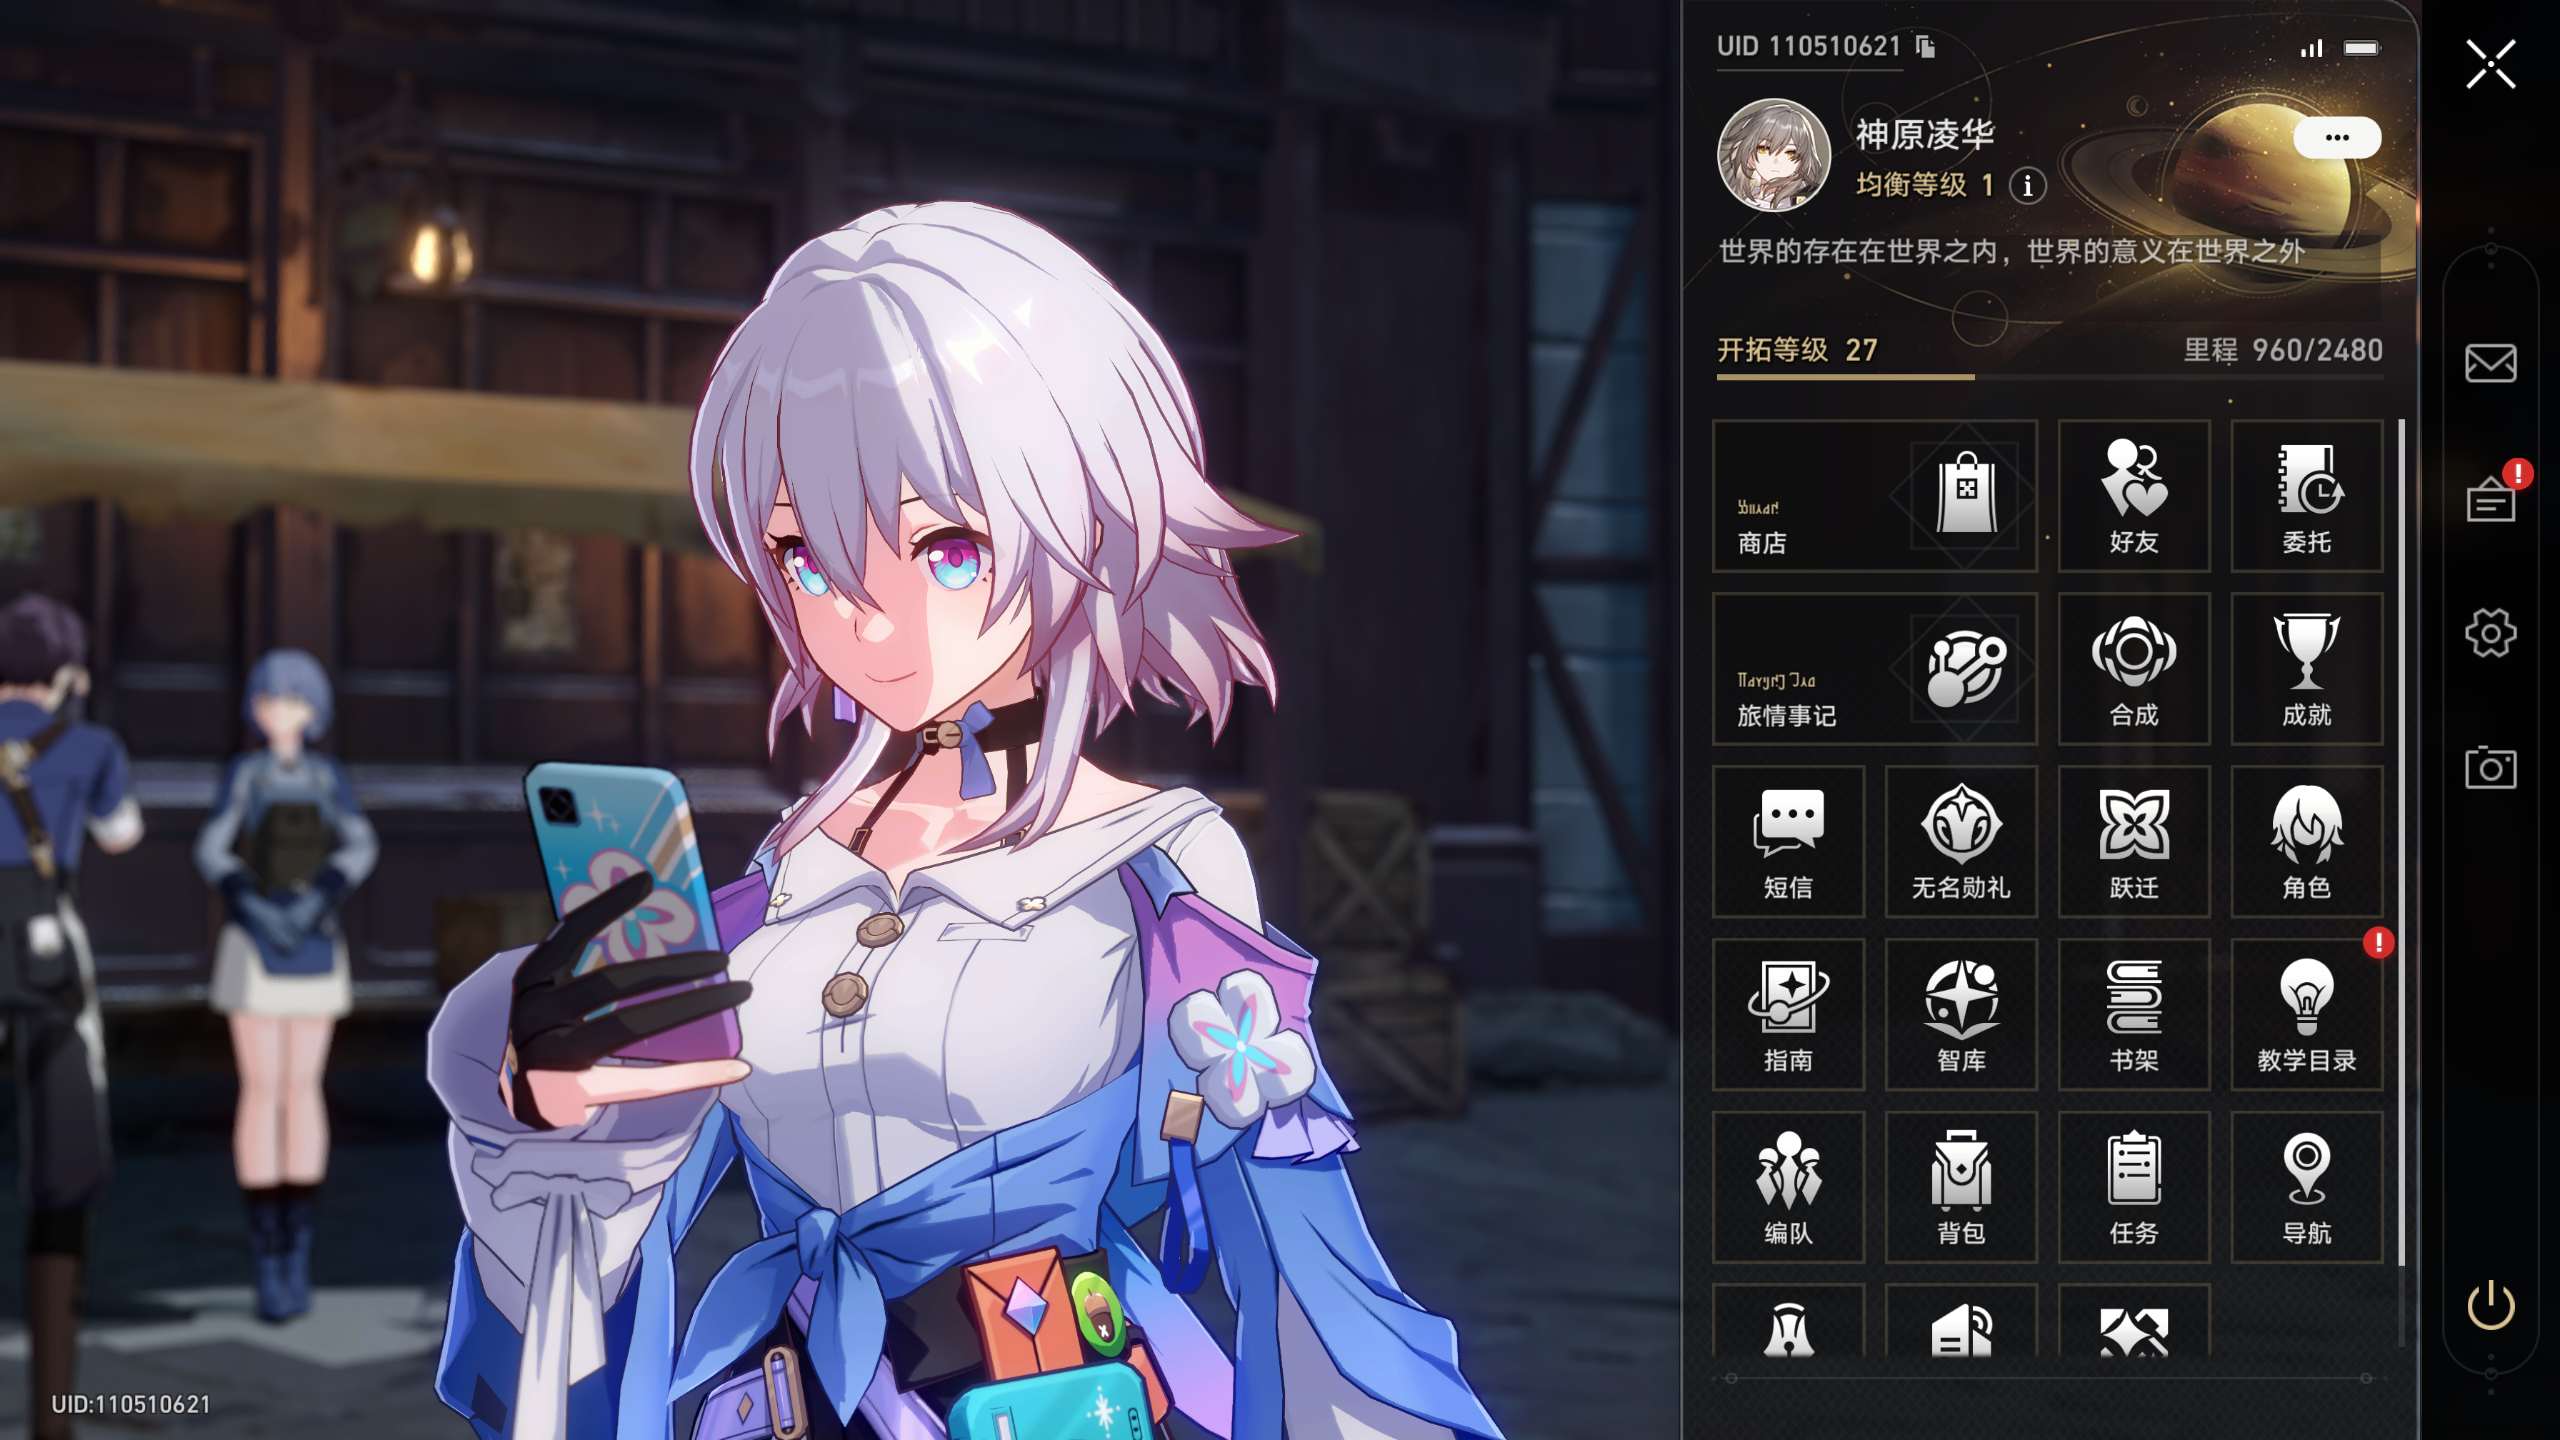 UID 110510621
神原凌华
均衡等级 1
世界的存在在世界之内，世界的意义在世界之外
开拓等级 27 里程 960/2480
商店 好友 委托
旅情事记 合成 成就
短信 无名勋礼 跃迁 角色
指南 智库 书架 教学目录
编队 背包 任务 导航
UID:110510621